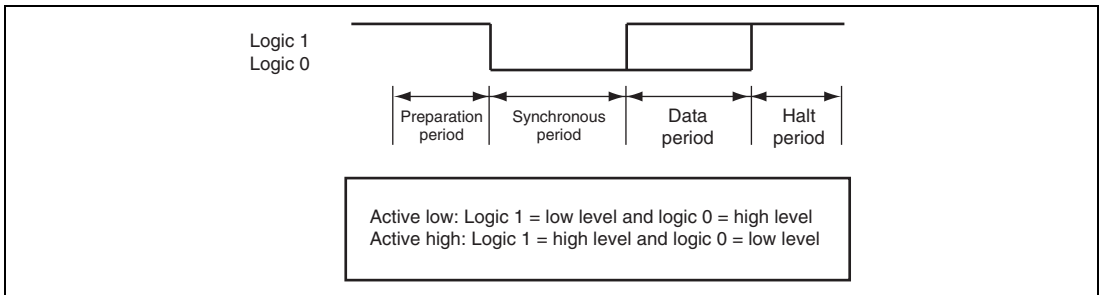 Logic 1
Logic 0
Preparation period
Synchronous period
Data period
Halt period
Active low: Logic 1 = low level and logic 0 = high level
Active high: Logic 1 = high level and logic 0 = low level